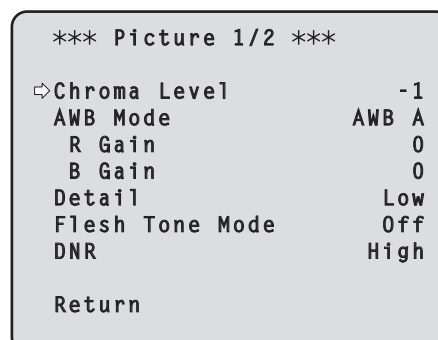 *** Picture 1/2 ***
⇨Chroma Level -1
AWB Mode AWB A
R Gain 0
B Gain 0
Detail Low
Flesh Tone Mode Off
DNR High
Return